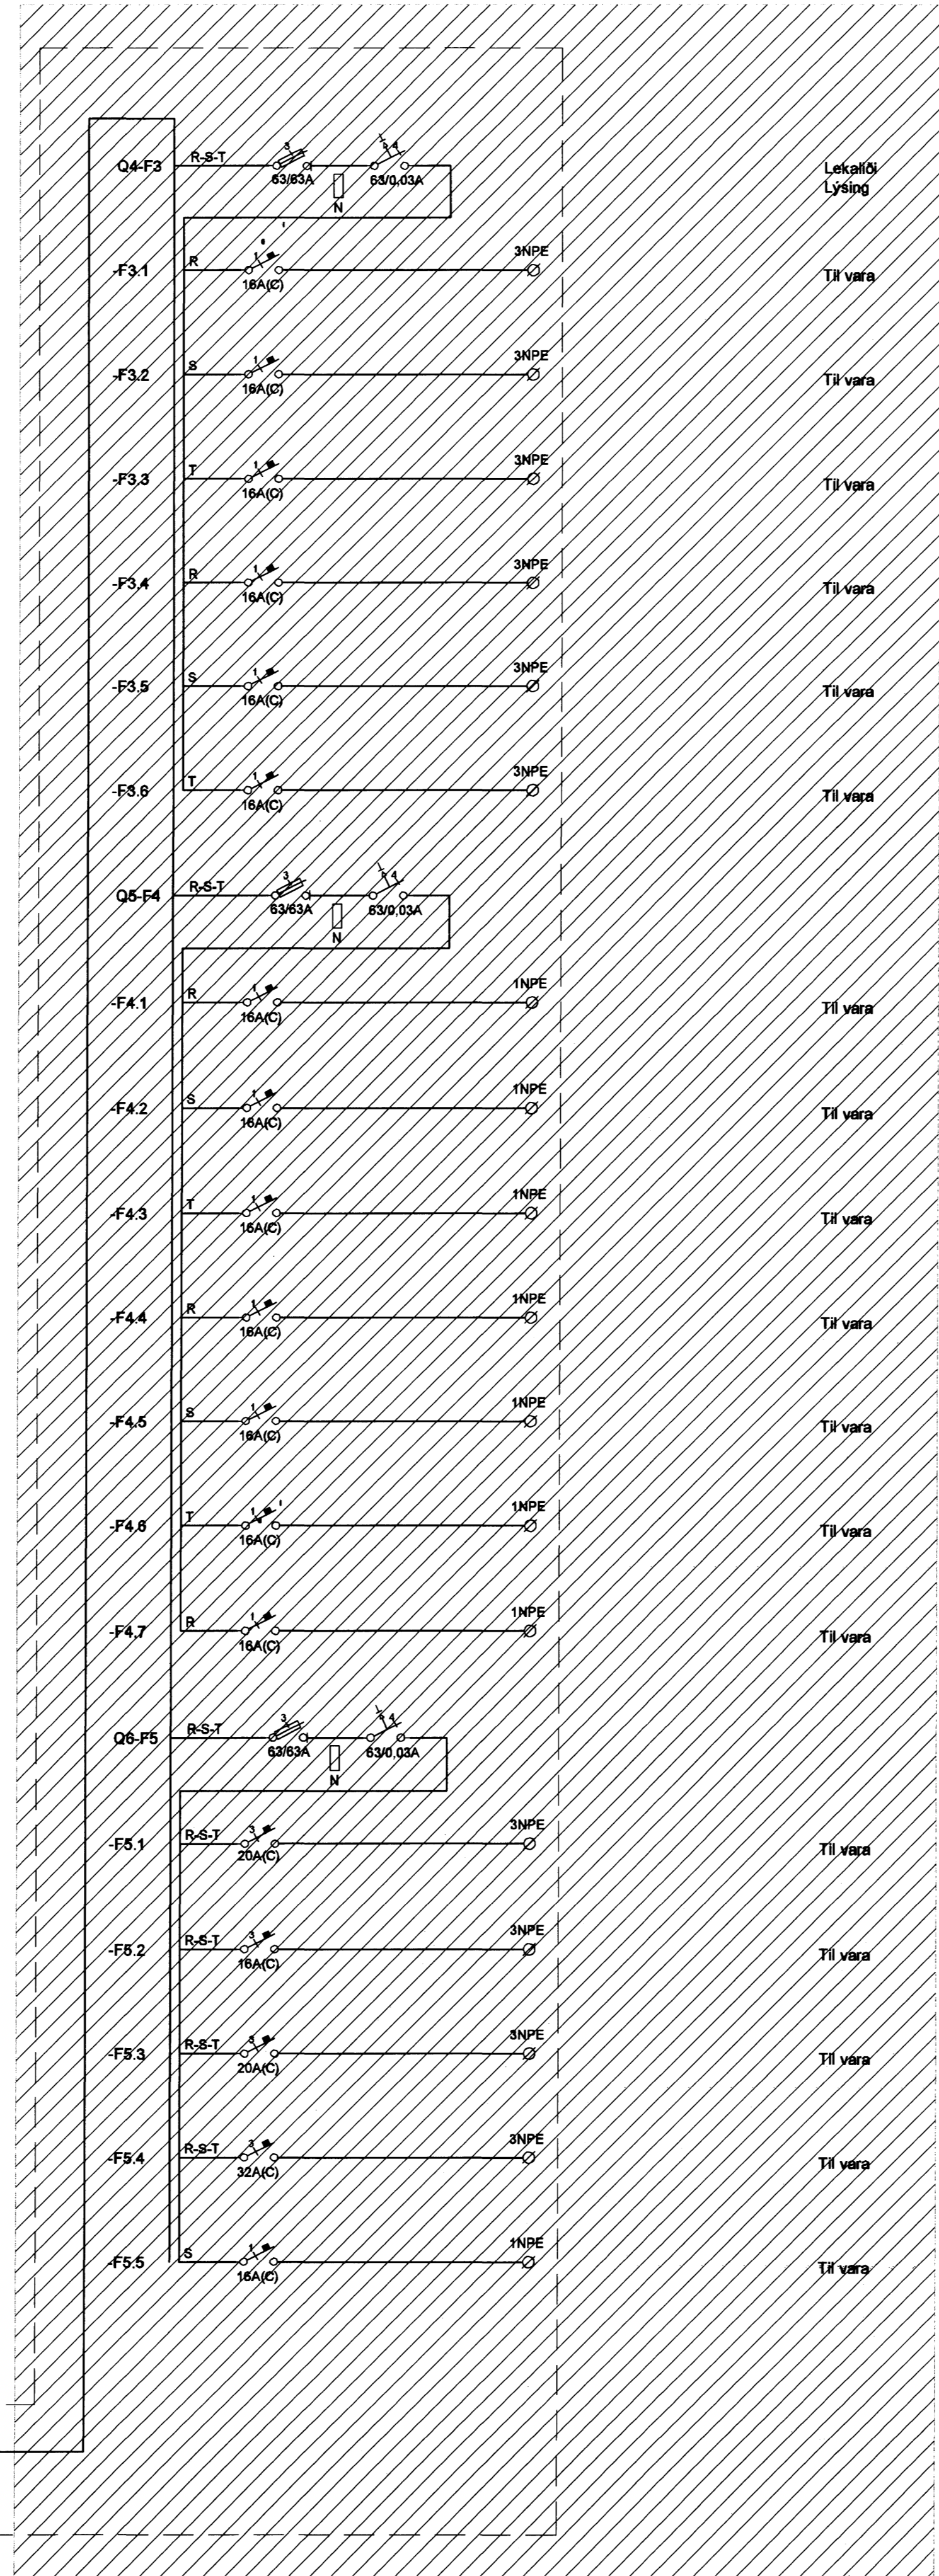 Q4-F3 R-S-T 3 4 Lekaliði
63/63A 63/0,03A Lýsing
N
-F3.1 R 1 3NPE Til vara
16A(C)
-F3.2 S 1 3NPE Til vara
16A(C)
-F3.3 T 1 3NPE Til vara
16A(C)
-F3.4 R 1 3NPE Til vara
16A(C)
-F3.5 S 1 3NPE Til vara
16A(C)
-F3.6 T 1 3NPE Til vara
16A(C)
Q5-F4 R-S-T 3 4
63/63A 63/0,03A
N
-F4.1 R 1 1NPE Til vara
16A(C)
-F4.2 S 1 1NPE Til vara
16A(C)
-F4.3 T 1 1NPE Til vara
16A(C)
-F4.4 R 1 1NPE Til vara
16A(C)
-F4.5 S 1 1NPE Til vara
16A(C)
-F4.6 T 1 1NPE Til vara
16A(C)
-F4.7 R 1 1NPE Til vara
16A(C)
Q6-F5 R-S-T 3 4
63/63A 63/0,03A
N
-F5.1 R-S-T 3 3NPE Til vara
20A(C)
-F5.2 R-S-T 3 3NPE Til vara
16A(C)
-F5.3 R-S-T 3 3NPE Til vara
20A(C)
-F5.4 R-S-T 3 3NPE Til vara
32A(C)
-F5.5 S 1 1NPE Til vara
16A(C)